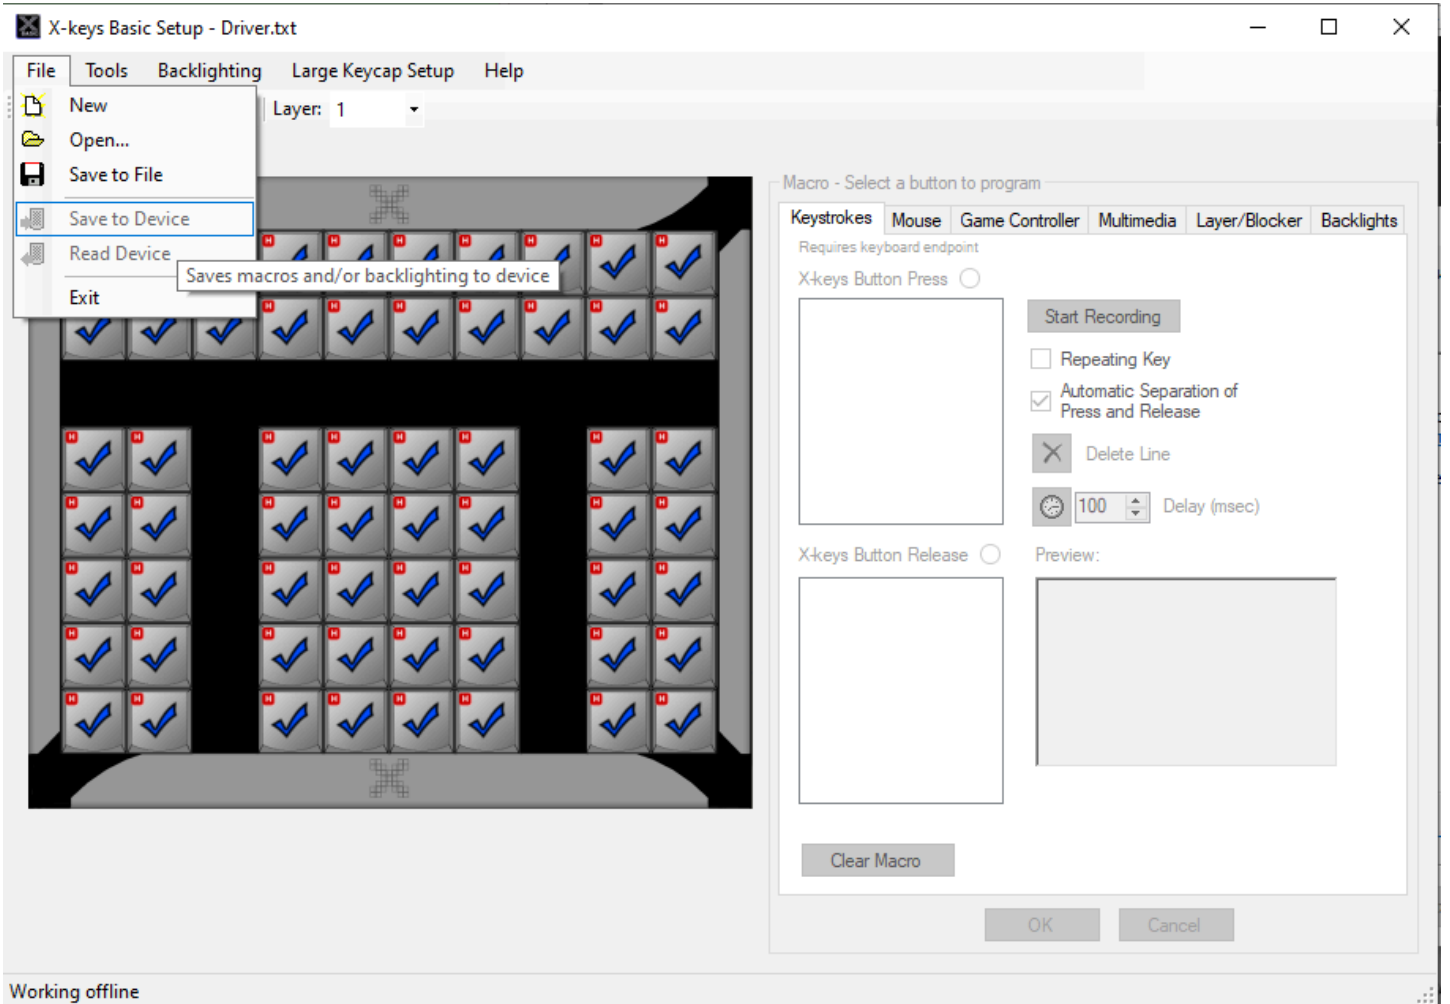 X-keys Basic Setup - Driver.txt
File Tools Backlighting Large Keycap Setup Help
New
Layer: 1
Open...
Save to File
Save to Device
Read Device
Saves macros and/or backlighting to device
Exit
Macro - Select a button to program
Keystrokes Mouse Game Controller Multimedia Layer/Blocker Backlights
Requires keyboard endpoint
X-keys Button Press
Start Recording
Repeating Key
Automatic Separation of
Press and Release
Delete Line
100 Delay (msec)
X-keys Button Release
Preview:
Clear Macro
OK Cancel
Working offline